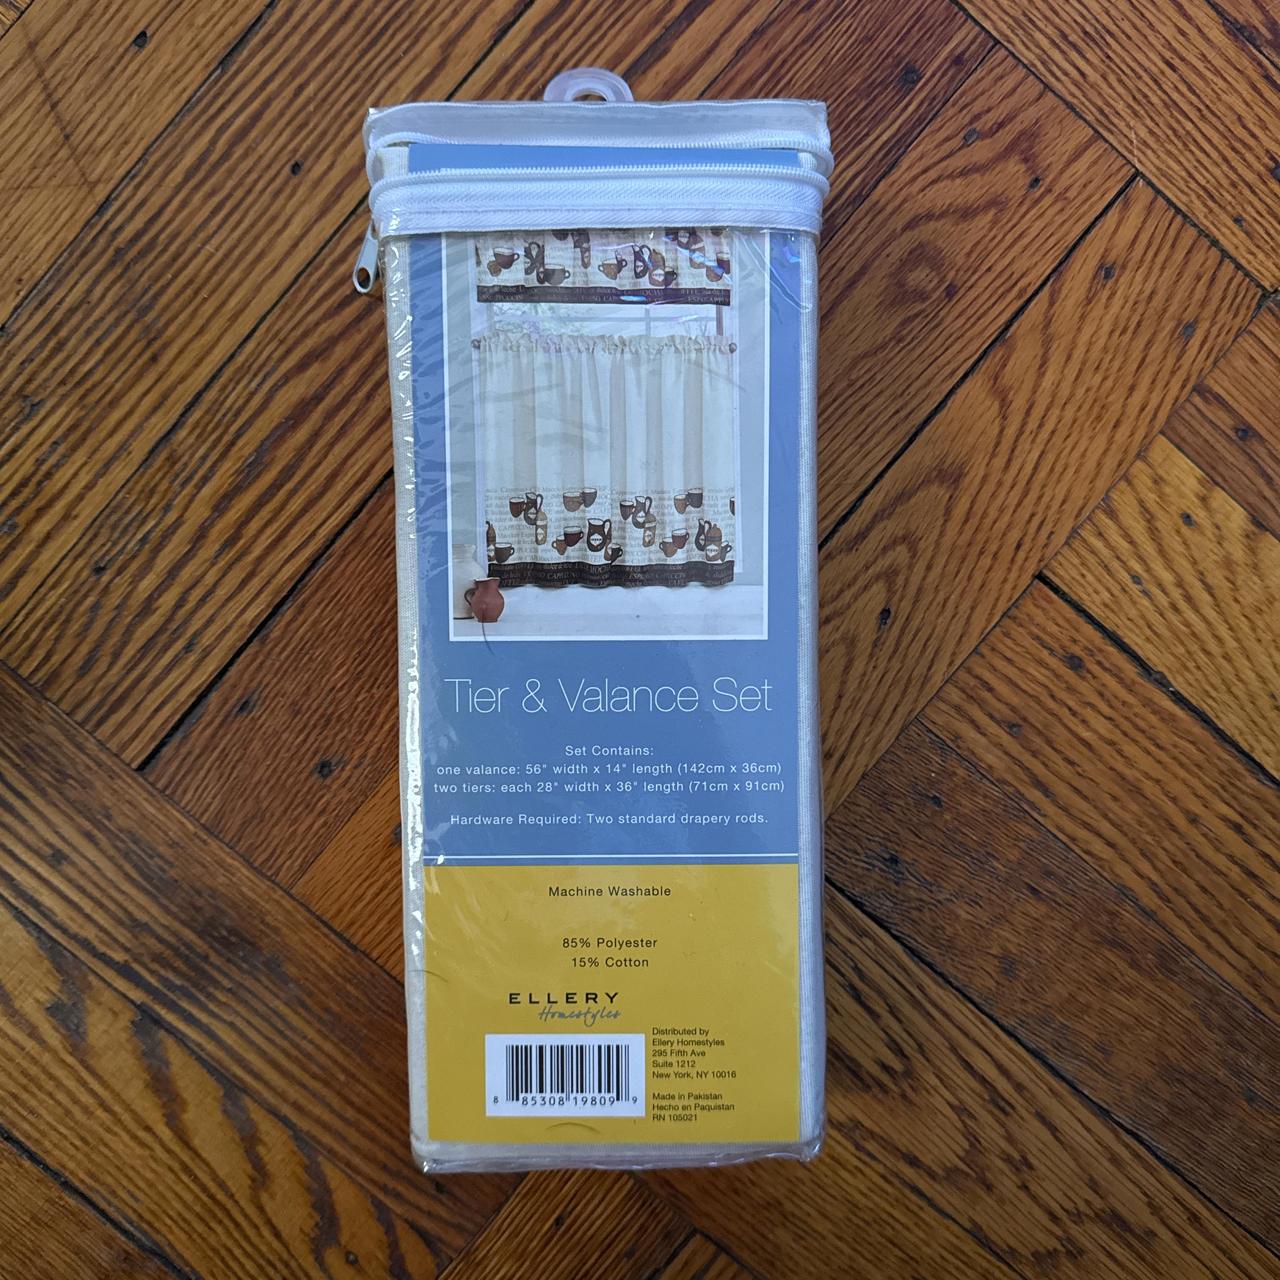 Tier & Valance Set
Set Contains:
one valance: 56" width x 14" length (142cm x 36cm)
two tiers: each 28" width x 36" length (71cm x 91cm)
Hardware Required: Two standard drapery rods.
Machine Washable
85% Polyester
15% Cotton
ELLERY
Homestyles
8 85308 19809 9
Distributed by
Ellery Homestyles
295 Fifth Ave
Suite 1212
New York, NY 10016
Made in Pakistan
Hecho en Paquistan
RN 105021